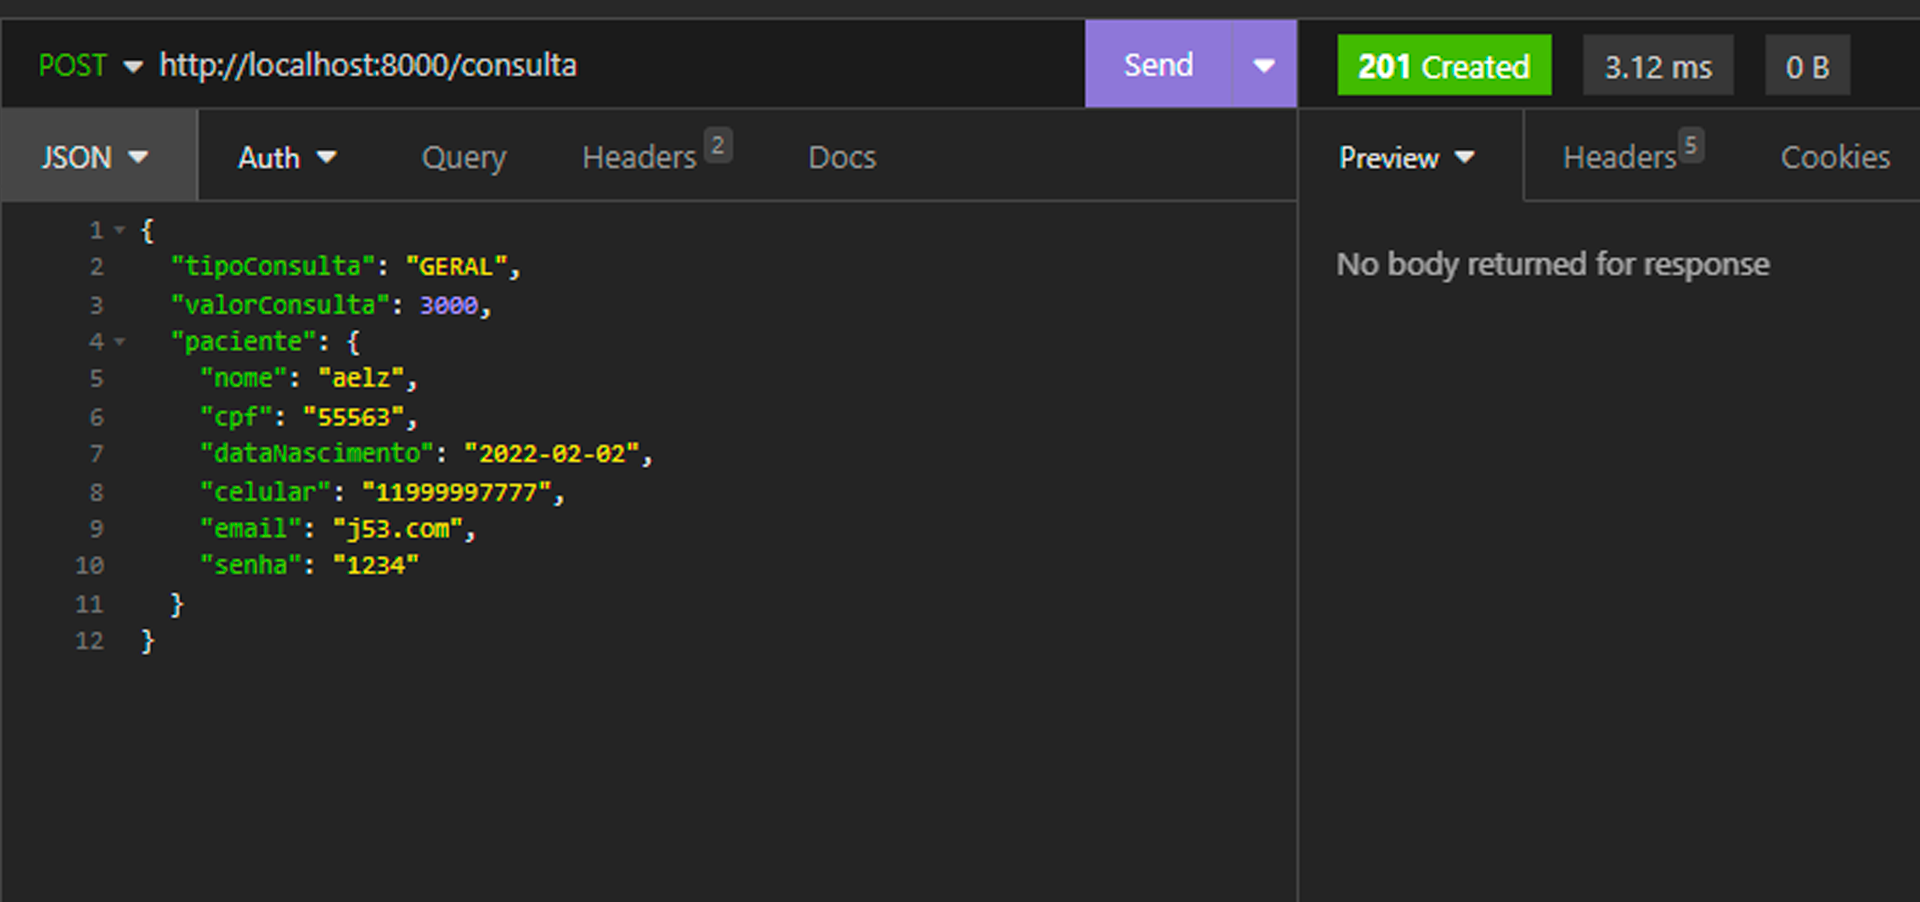 POST http://localhost:8000/consulta Send
201 Created 3.12 ms 0 B
JSON Auth Query Headers 2 Docs
Preview Headers 5 Cookies
1 {
2 "tipoConsulta": "GERAL",
3 "valorConsulta": 3000,
4 "paciente": {
5 "nome": "aelz",
6 "cpf": "55563",
7 "dataNascimento": "2022-02-02",
8 "celular": "11999997777",
9 "email": "j53.com",
10 "senha": "1234"
11 }
12 }
No body returned for response